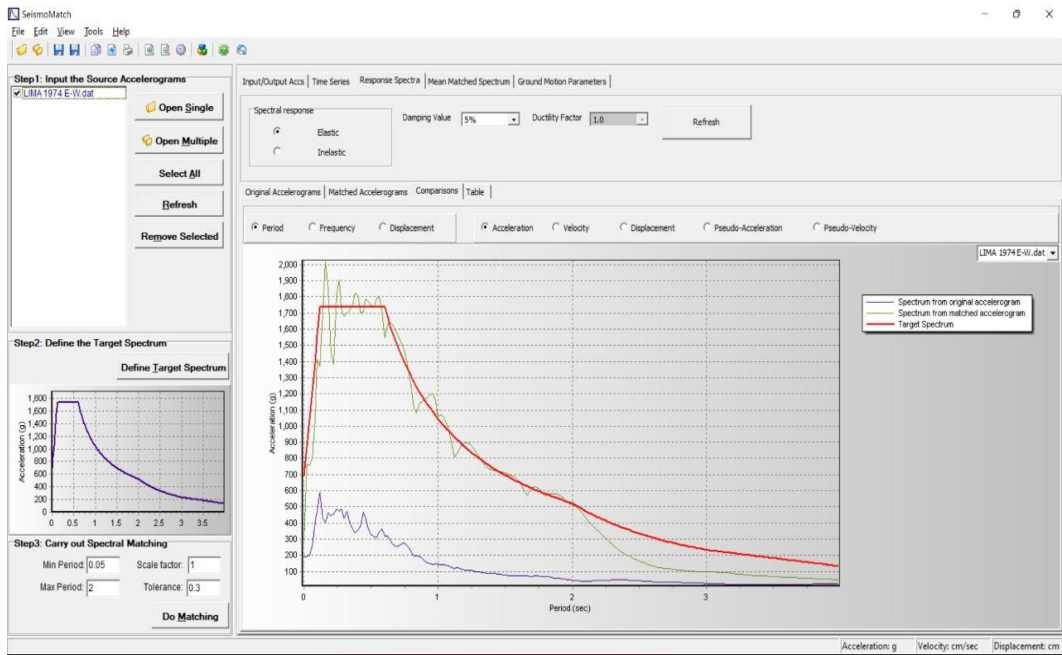 SeismoMatch
File Edit View Tools Help
Step1: Input the Source Accelerograms
LIMA 1974 E-W.dat
Open Single
Open Multiple
Select All
Refresh
Remove Selected
Step2: Define the Target Spectrum
Define Target Spectrum
Acceleration (g)
1,800
1,600
1,400
1,200
1,000
800
600
400
200
0
0 0.5 1 1.5 2 2.5 3 3.5
Step3: Carry out Spectral Matching
Min Period: 0.05 Scale factor: 1
Max Period: 2 Tolerance: 0.3
Do Matching
Input/Output Accs Time Series Response Spectra Mean Matched Spectrum Ground Motion Parameters
Spectral response
Elastic
Inelastic
Damping Value 5% Ductility Factor 1.0 Refresh
Original Accelerograms Matched Accelerograms Comparisons Table
Period Frequency Displacement Acceleration Velocity Displacement Pseudo-Acceleration Pseudo-Velocity
LIMA 1974 E-W.dat
Spectrum from original accelerogram
Spectrum from matched accelerogram
Target Spectrum
Acceleration (g)
2,000
1,900
1,800
1,700
1,600
1,500
1,400
1,300
1,200
1,100
1,000
900
800
700
600
500
400
300
200
100
0 1 2 3
Period (sec)
Acceleration: g Velocity: cm/sec Displacement: cm